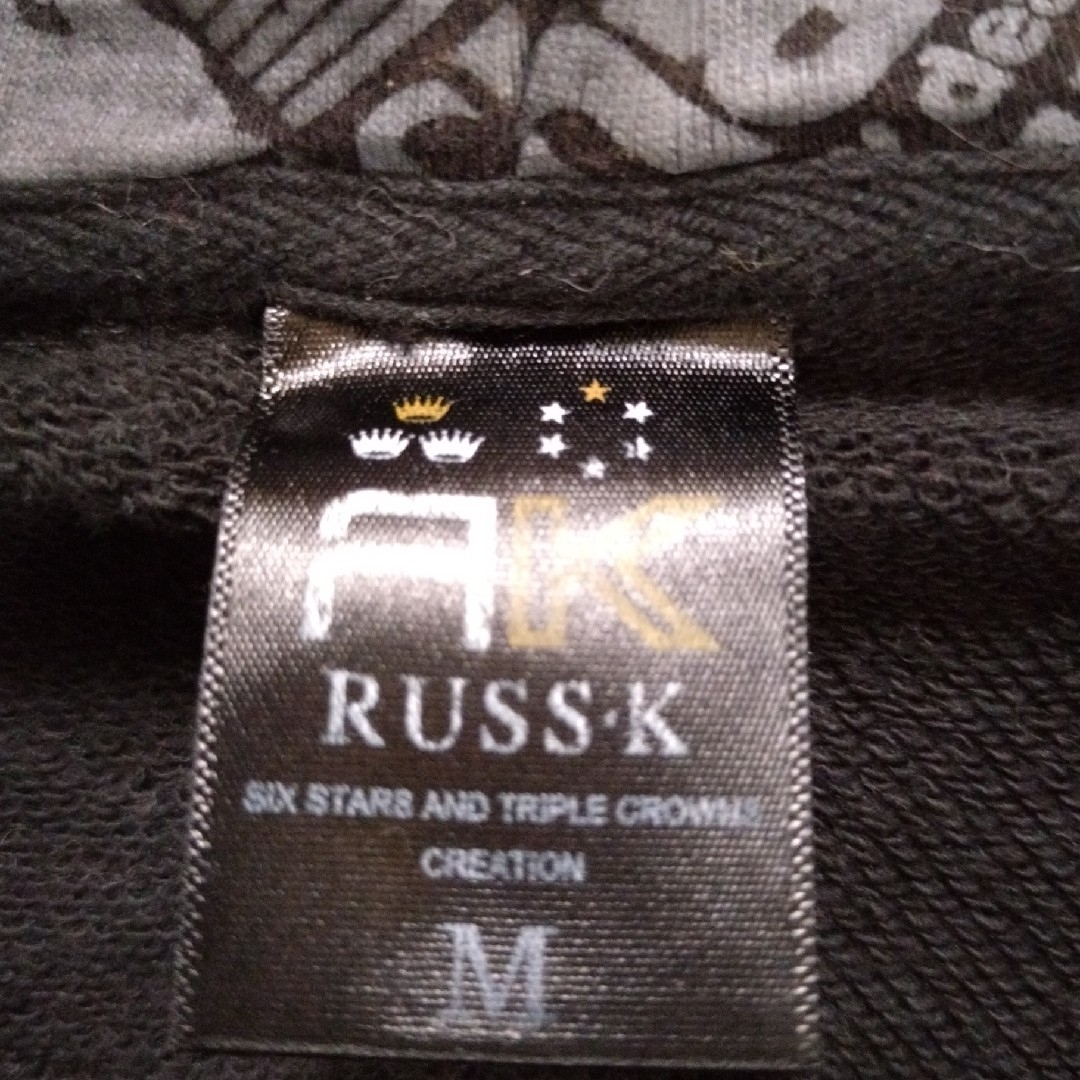 RK
RUSS·K
SIX STARS AND TRIPLE CROWNS
CREATION
M